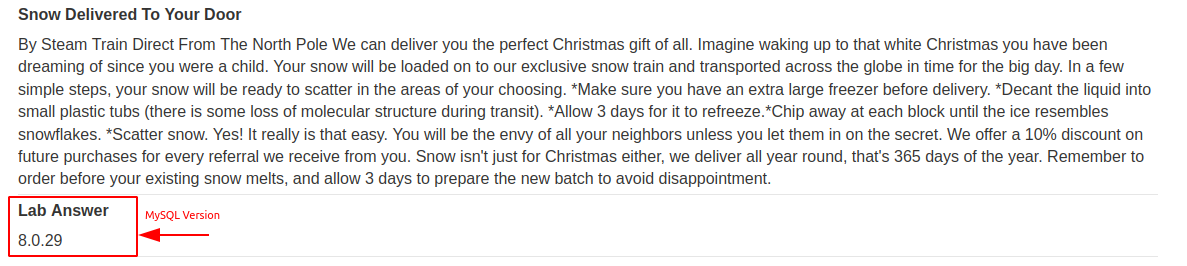 Snow Delivered To Your Door
By Steam Train Direct From The North Pole We can deliver you the perfect Christmas gift of all. Imagine waking up to that white Christmas you have been
dreaming of since you were a child. Your snow will be loaded on to our exclusive snow train and transported across the globe in time for the big day. In a few
simple steps, your snow will be ready to scatter in the areas of your choosing. *Make sure you have an extra large freezer before delivery. *Decant the liquid into
small plastic tubs (there is some loss of molecular structure during transit). *Allow 3 days for it to refreeze.*Chip away at each block until the ice resembles
snowflakes. *Scatter snow. Yes! It really is that easy. You will be the envy of all your neighbors unless you let them in on the secret. We offer a 10% discount on
future purchases for every referral we receive from you. Snow isn't just for Christmas either, we deliver all year round, that's 365 days of the year. Remember to
order before your existing snow melts, and allow 3 days to prepare the new batch to avoid disappointment.
Lab Answer
MySQL Version
8.0.29